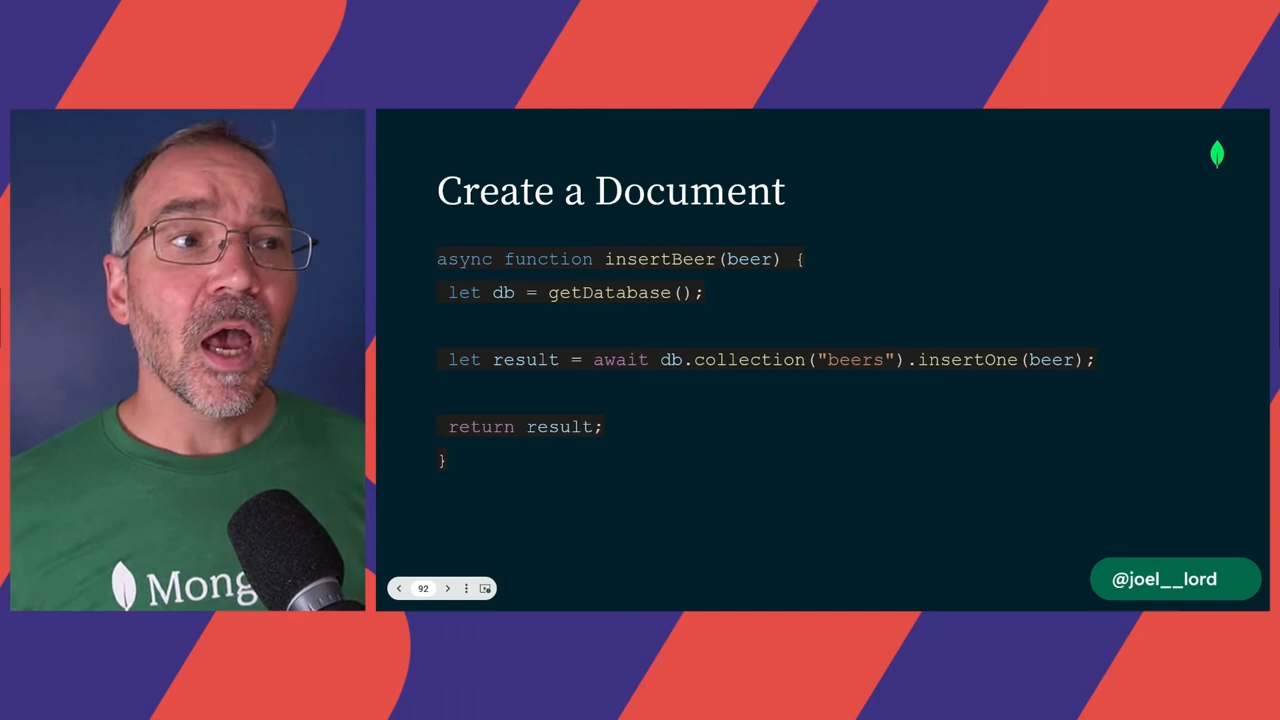 Create a Document
async function insertBeer(beer) {
let db = getDatabase();
let result = await db.collection("beers").insertOne(beer);
return result;
}
92
@joel__lord
Mong